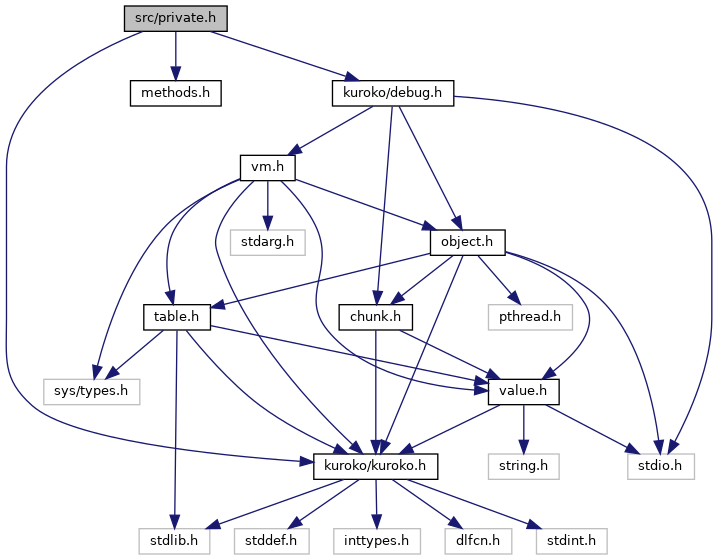 src/private.h
methods.h
kuroko/debug.h
vm.h
stdarg.h
object.h
table.h
chunk.h
pthread.h
sys/types.h
value.h
kuroko/kuroko.h
string.h
stdio.h
stdlib.h
stddef.h
inttypes.h
dlfcn.h
stdint.h